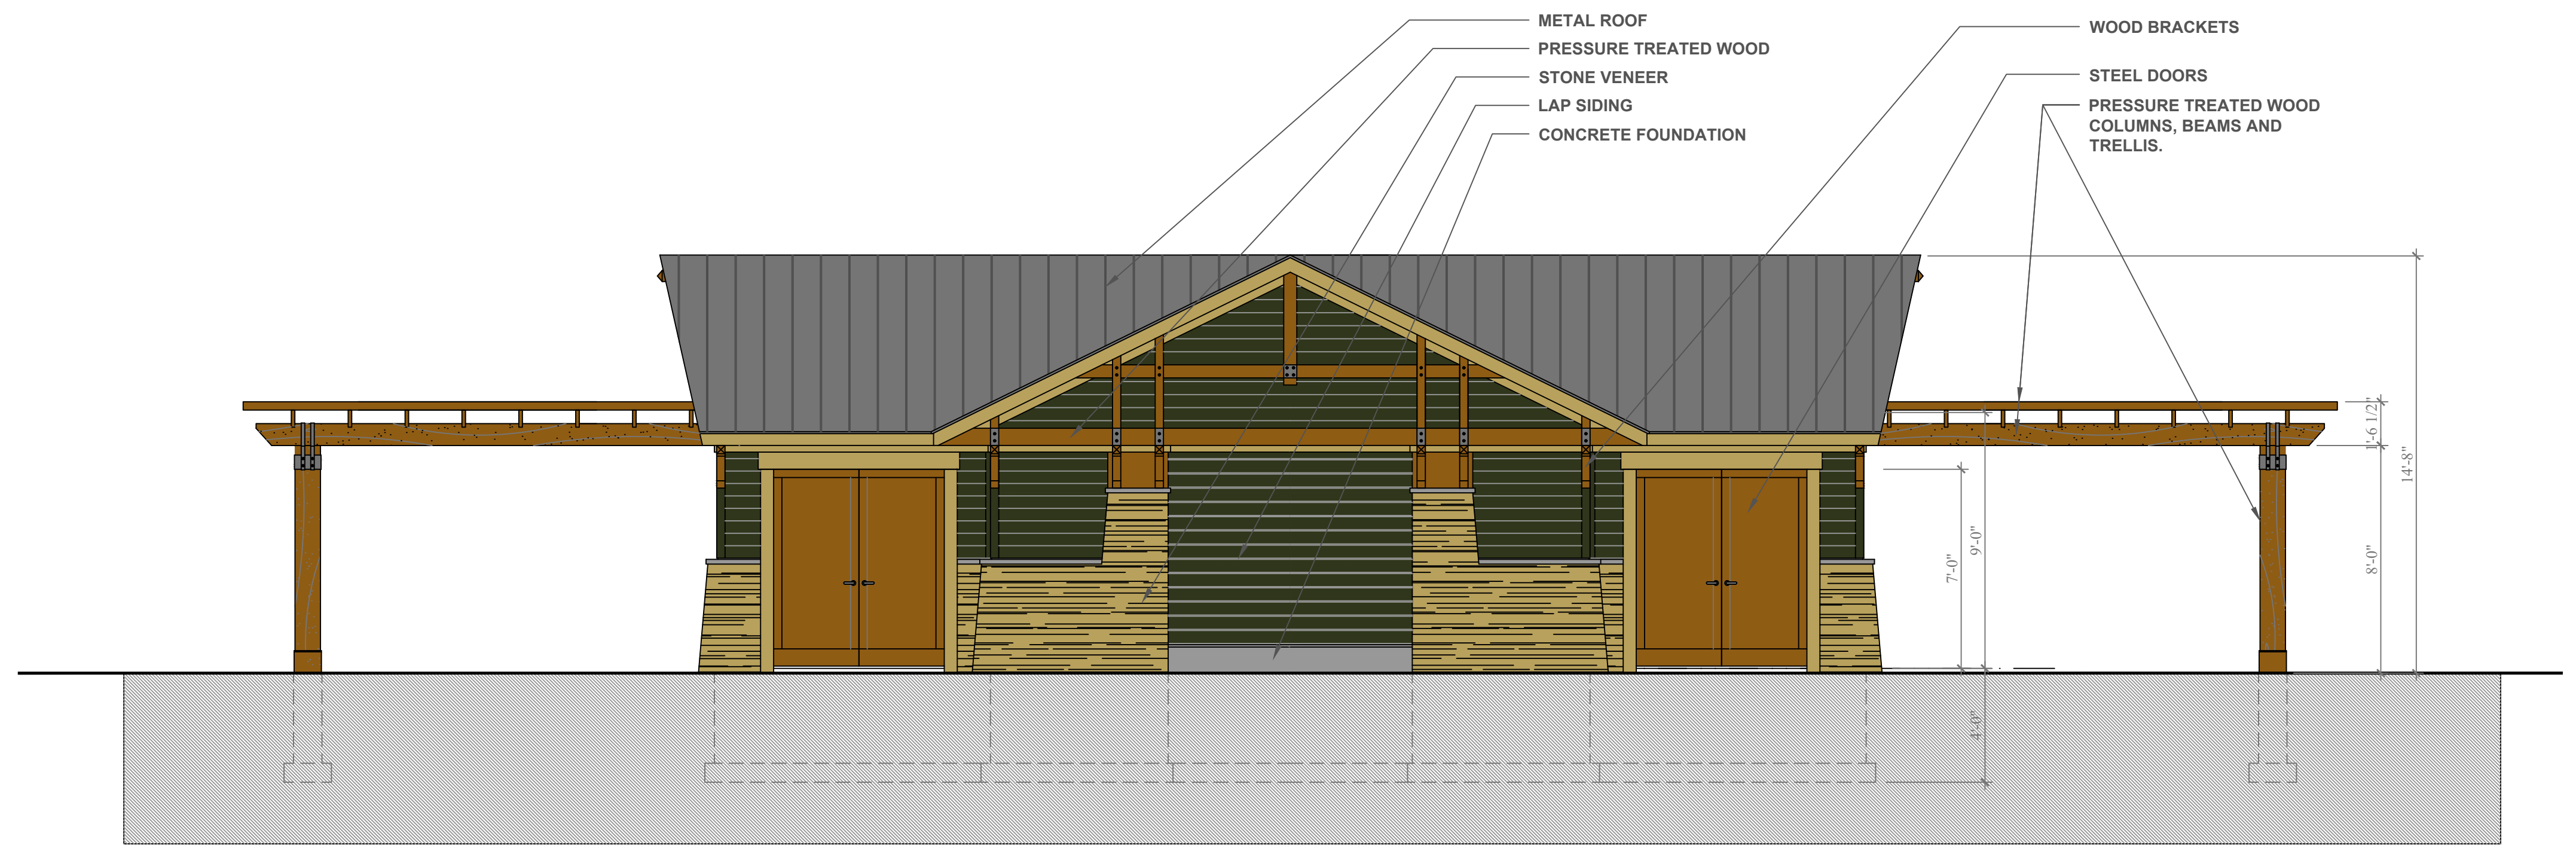 METAL ROOF
PRESSURE TREATED WOOD
STONE VENEER
LAP SIDING
CONCRETE FOUNDATION
WOOD BRACKETS
STEEL DOORS
PRESSURE TREATED WOOD
COLUMNS, BEAMS AND
TRELLIS.
7'-0"
9'-0"
4'-0"
1'-6 1/2"
8'-0"
14'-8"